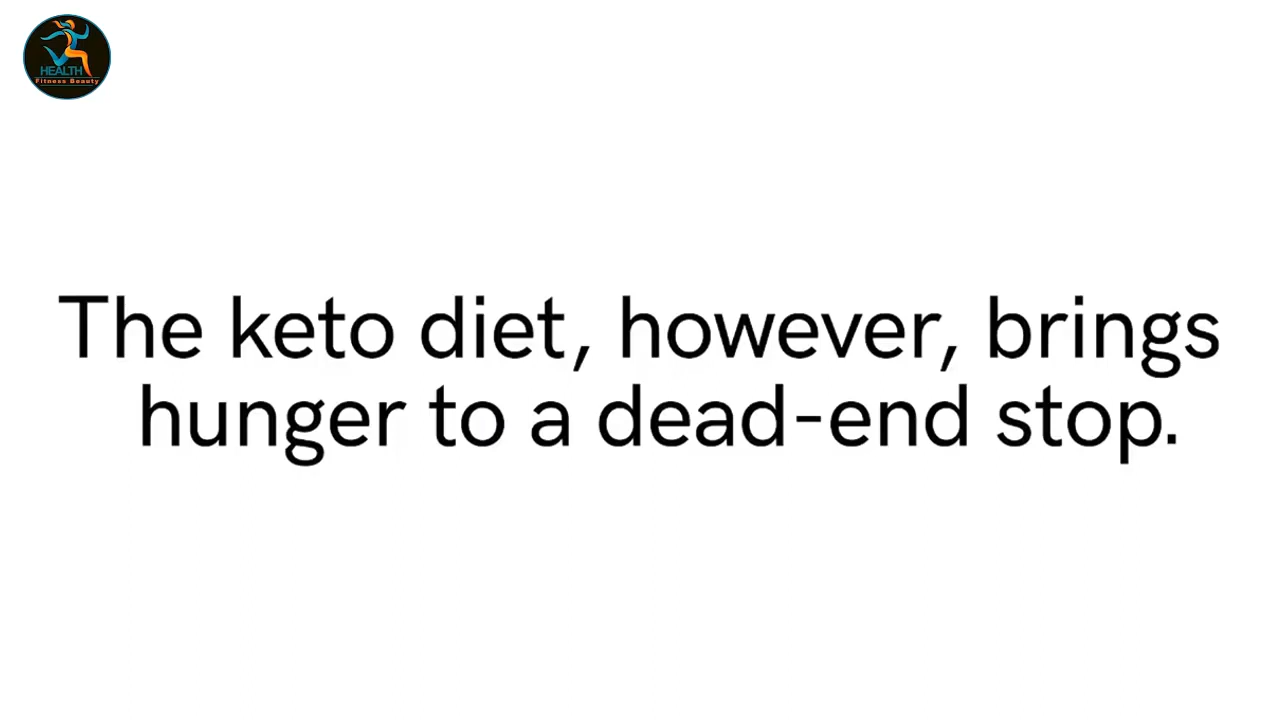 HEALTH
Fitness Beauty
The keto diet, however, brings
hunger to a dead-end stop.